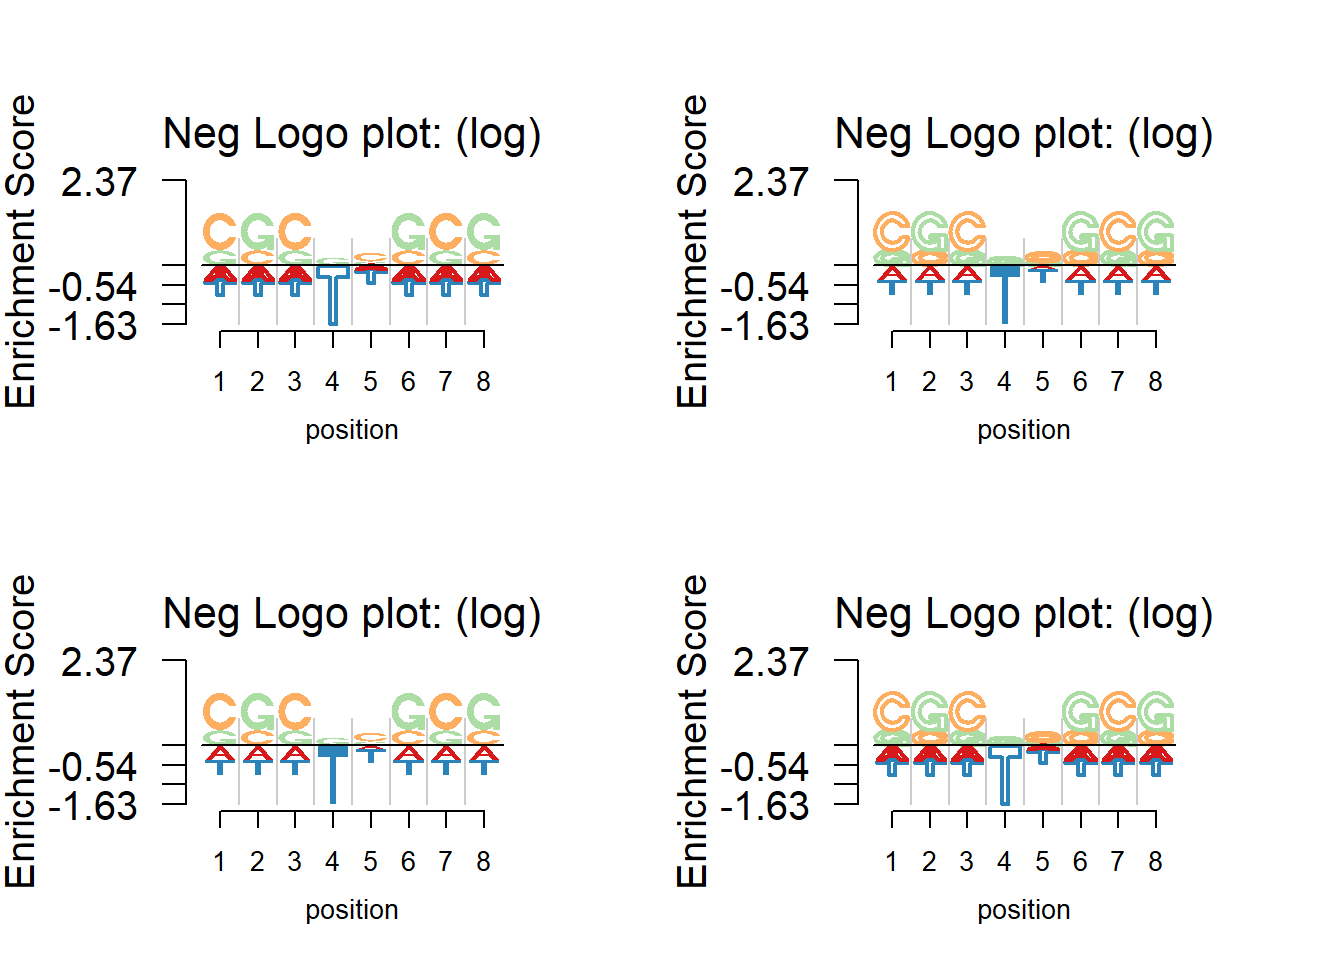 Neg Logo plot: (log)
Enrichment Score
2.37
-0.54
-1.63
C G C G C G
G C G G C C G C
A A A A A A A
T T T T T T T T
1 2 3 4 5 6 7 8
position
Neg Logo plot: (log)
Enrichment Score
2.37
-0.54
-1.63
C G C G C G
G C G G C C G C
A A A A A A A
T T T T T T T T
1 2 3 4 5 6 7 8
position
Neg Logo plot: (log)
Enrichment Score
2.37
-0.54
-1.63
C G C G C G
G C G G C C G C
A A A A A A A
T T T T T T T T
1 2 3 4 5 6 7 8
position
Neg Logo plot: (log)
Enrichment Score
2.37
-0.54
-1.63
C G C G C G
G C G G C C G C
A A A A A A A
T T T T T T T T
1 2 3 4 5 6 7 8
position